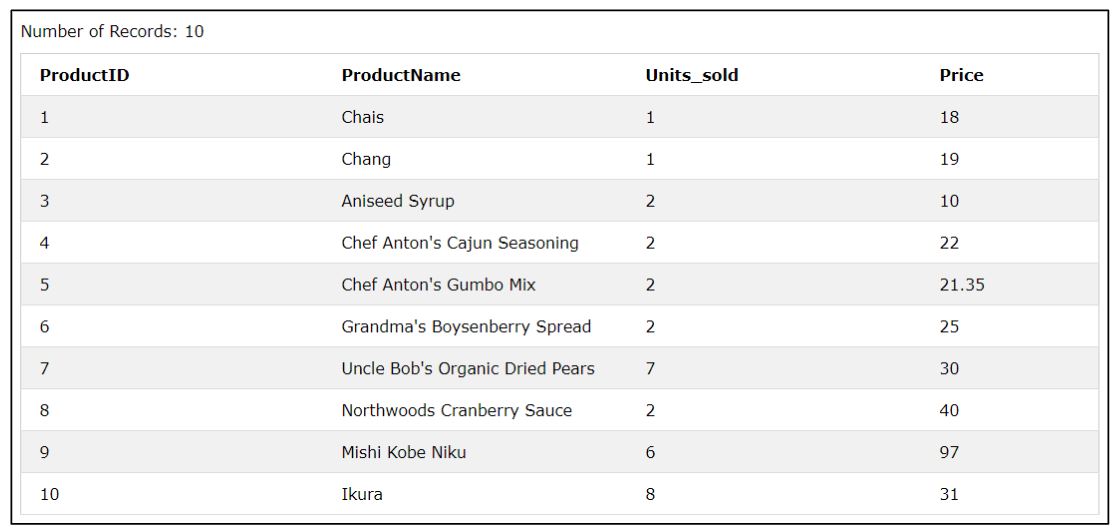 Number of Records: 10
ProductID ProductName Units_sold Price
1 Chais 1 18
2 Chang 1 19
3 Aniseed Syrup 2 10
4 Chef Anton's Cajun Seasoning 2 22
5 Chef Anton's Gumbo Mix 2 21.35
6 Grandma's Boysenberry Spread 2 25
7 Uncle Bob's Organic Dried Pears 7 30
8 Northwoods Cranberry Sauce 2 40
9 Mishi Kobe Niku 6 97
10 Ikura 8 31